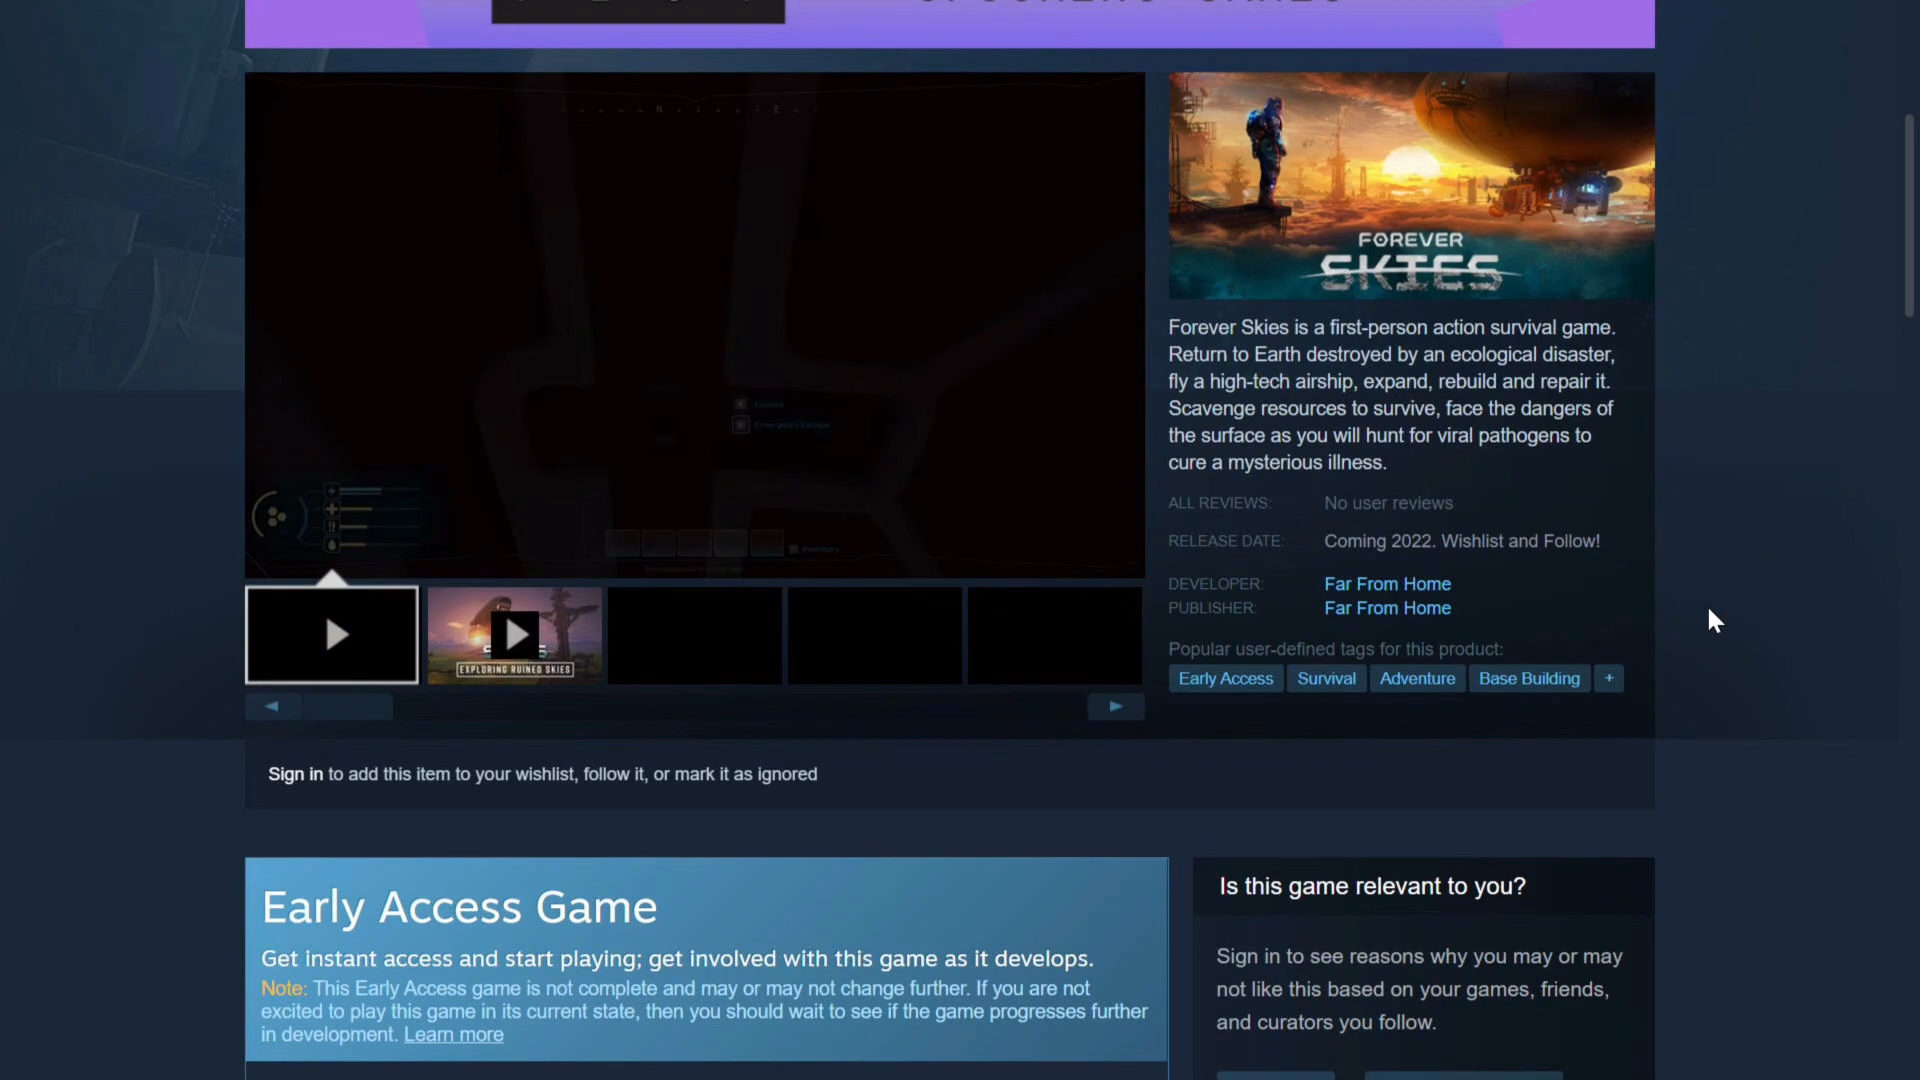 N
E
Emergency Escape
Inventory
EXPLORING RUINED SKIES
Sign in to add this item to your wishlist, follow it, or mark it as ignored
FOREVER
SKIES
Forever Skies is a first-person action survival game.
Return to Earth destroyed by an ecological disaster,
fly a high-tech airship, expand, rebuild and repair it.
Scavenge resources to survive, face the dangers of
the surface as you will hunt for viral pathogens to
cure a mysterious illness.
ALL REVIEWS: No user reviews
RELEASE DATE: Coming 2022. Wishlist and Follow!
DEVELOPER: Far From Home
PUBLISHER: Far From Home
Popular user-defined tags for this product:
Early Access Survival Adventure Base Building +
Early Access Game
Get instant access and start playing; get involved with this game as it develops.
Note: This Early Access game is not complete and may or may not change further. If you are not
excited to play this game in its current state, then you should wait to see if the game progresses further
in development. Learn more
Is this game relevant to you?
Sign in to see reasons why you may or may
not like this based on your games, friends,
and curators you follow.